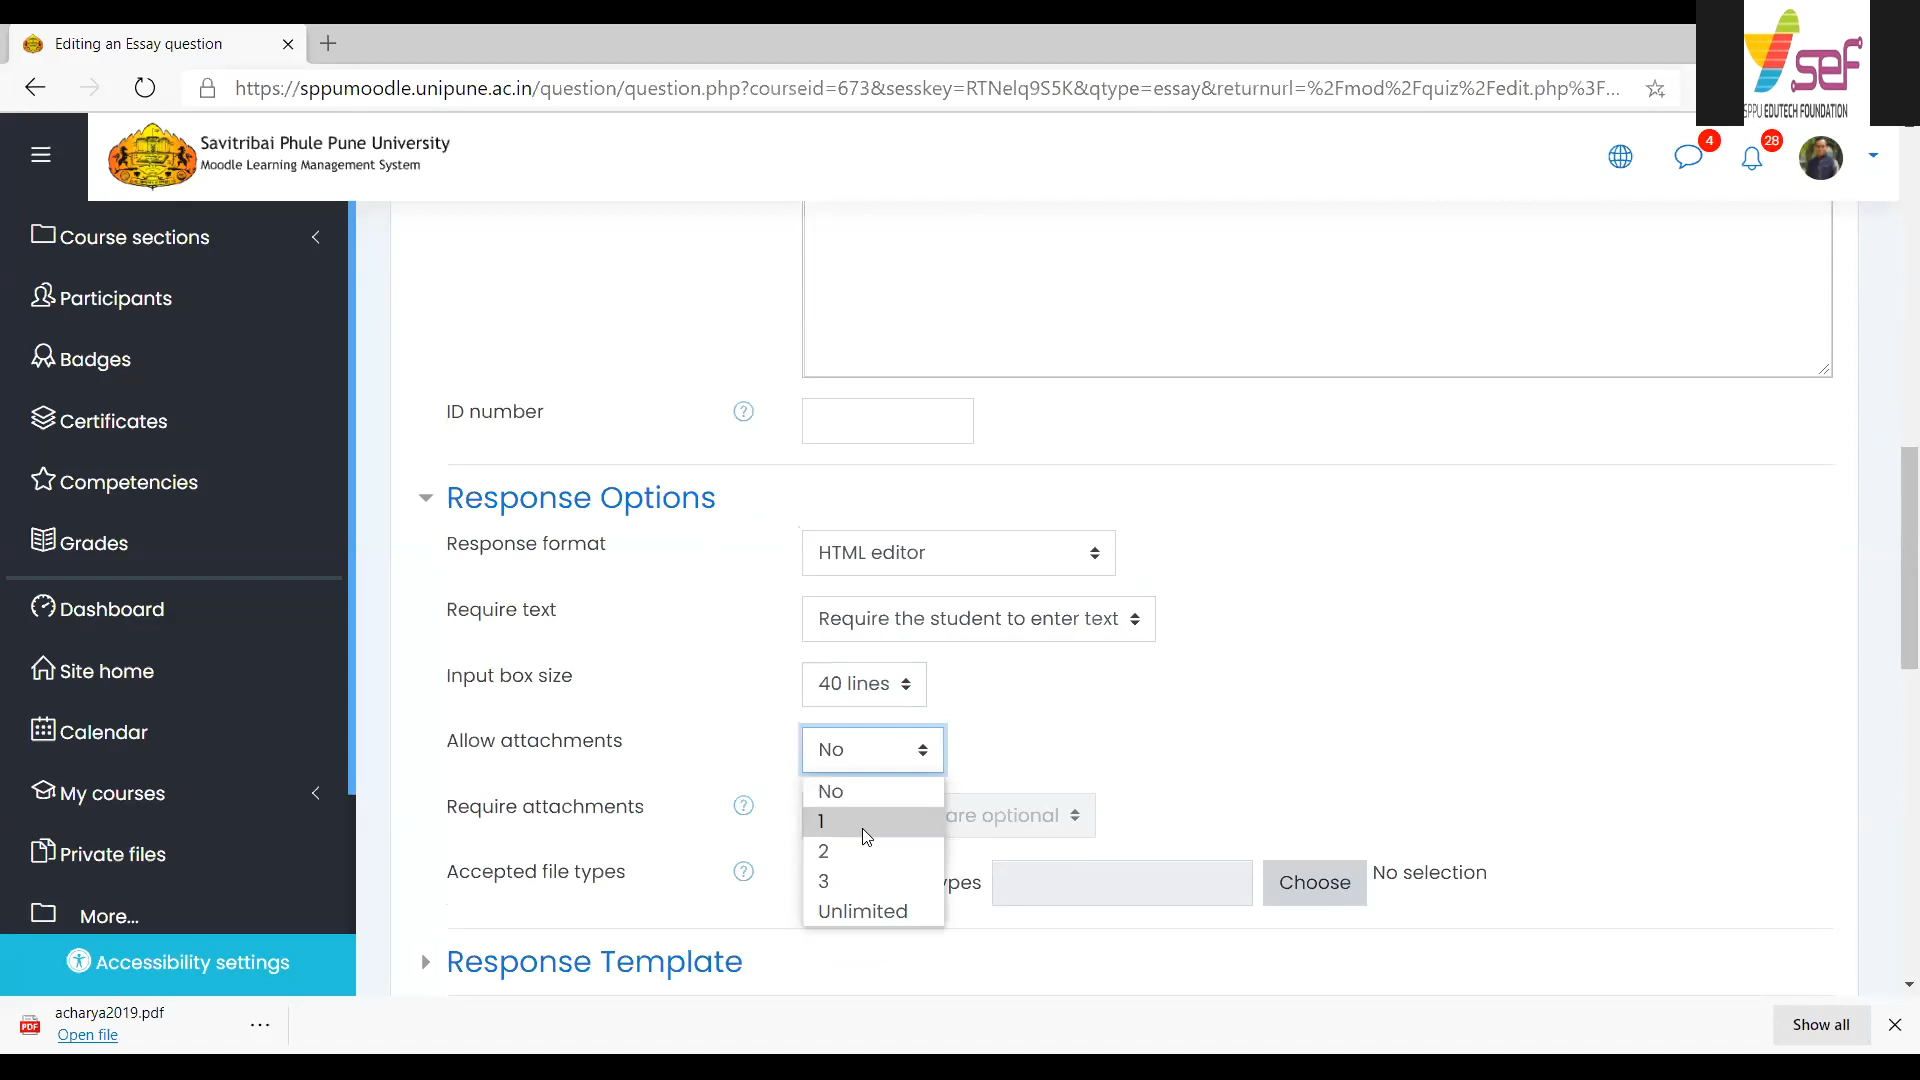 Editing an Essay question
https://sppumoodle.unipune.ac.in/question/question.php?courseid=673&sesskey=RTNelq9S5K&qtype=essay&returnurl=%2Fmod%2Fquiz%2Fedit.php%3F...
sef
SPPU EDUTECH FOUNDATION
Savitribai Phule Pune University
Moodle Learning Management System
4
28
Course sections
Participants
Badges
Certificates
Competencies
Grades
Dashboard
Site home
Calendar
My courses
Private files
More...
Accessibility settings
ID number
Response Options
Response format
HTML editor
Require text
Require the student to enter text
Input box size
40 lines
Allow attachments
No
No
1
2
3
Unlimited
Require attachments
are optional
Accepted file types
ypes
Choose
No selection
Response Template
PDF
acharya2019.pdf
Open file
...
Show all